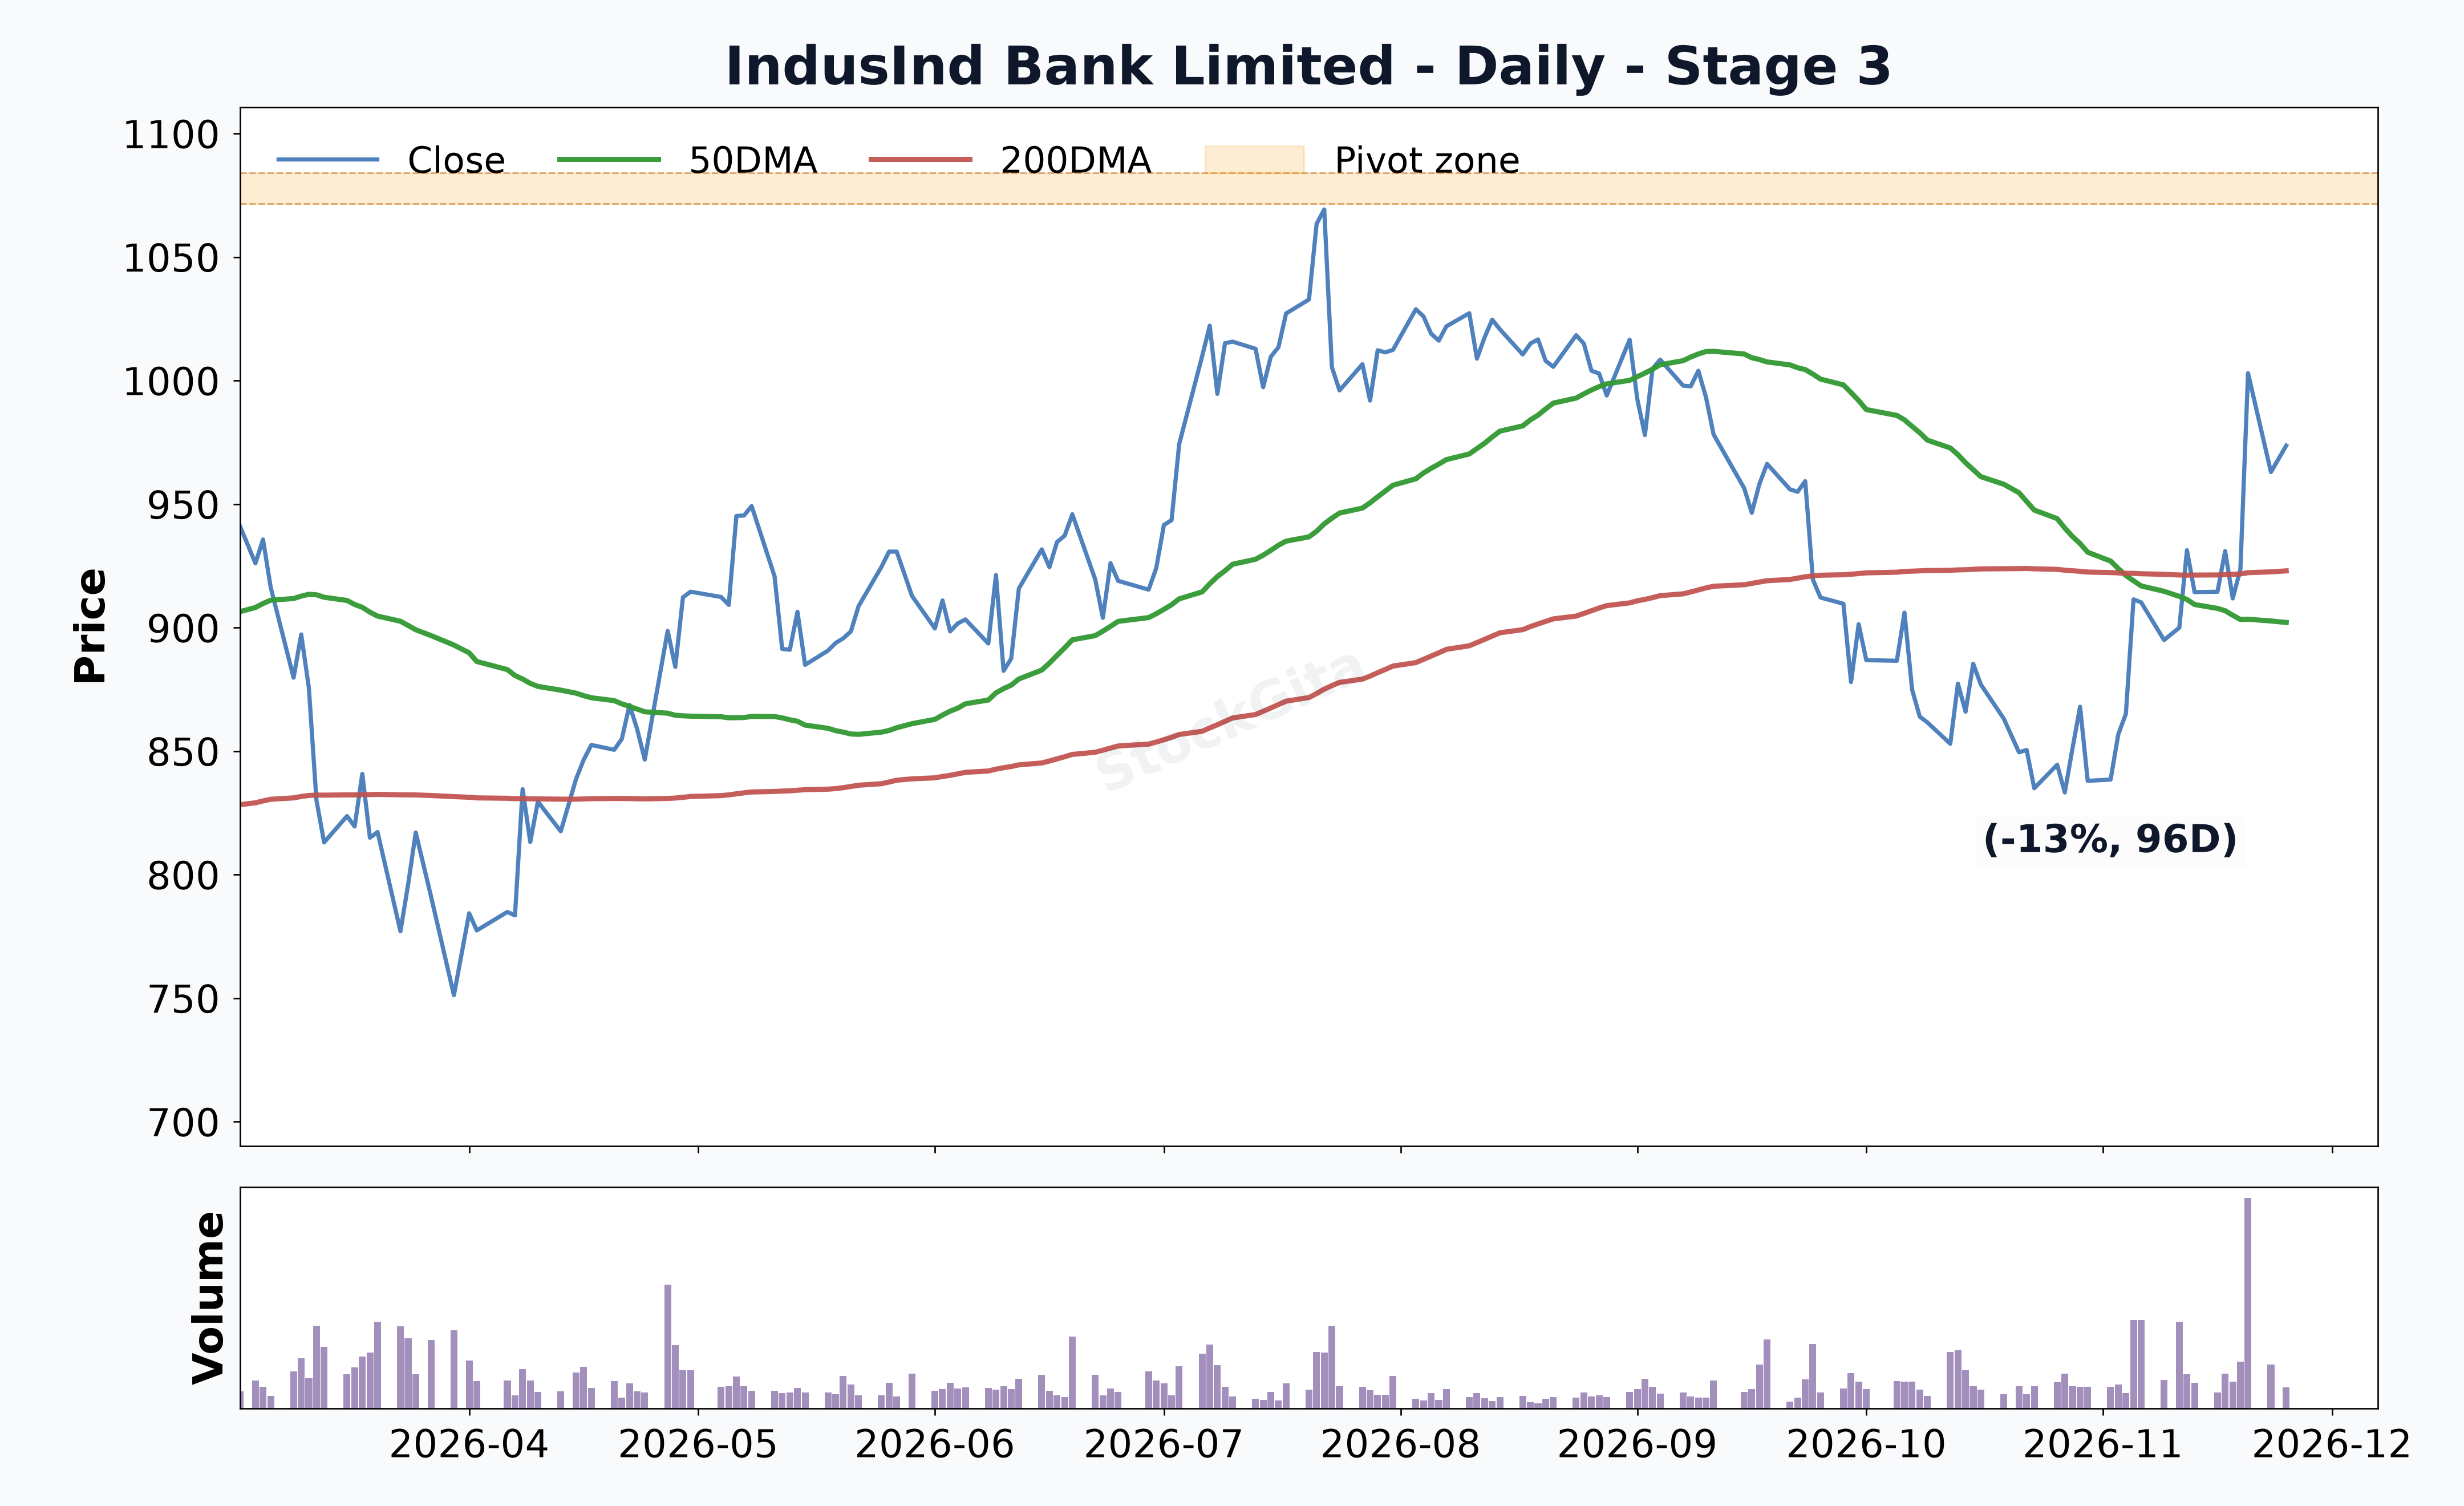 IndusInd Bank Limited - Daily - Stage 3
Close 50DMA 200DMA Pivot zone
Price
1100
1050
1000
950
900
850
800
750
700
StockGita
(-13%, 96D)
Volume
2026-04 2026-05 2026-06 2026-07 2026-08 2026-09 2026-10 2026-11 2026-12